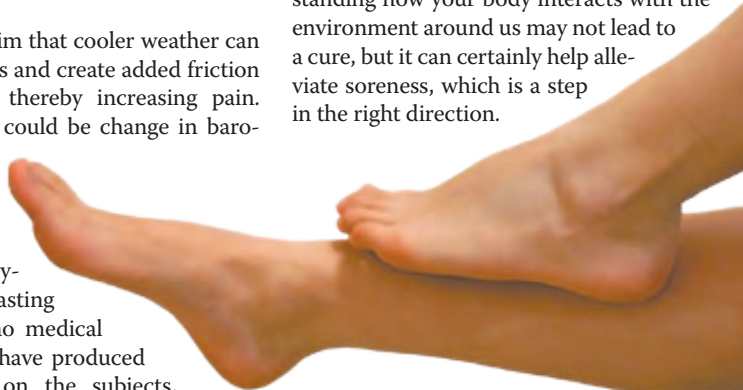 im that cooler weather can
s and create added friction
thereby increasing pain.
could be change in baro-
y-
asting
no medical
have produced
on the subjects.
standing how your body interacts with the
environment around us may not lead to
a cure, but it can certainly help alle-
viate soreness, which is a step
in the right direction.